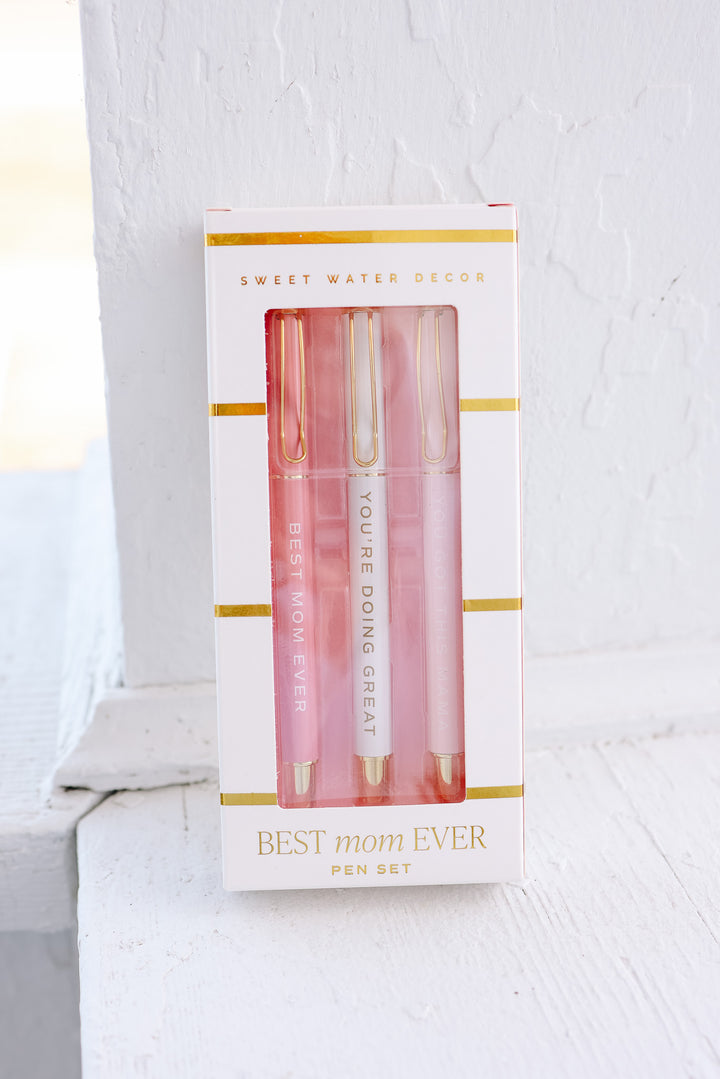 SWEET WATER DECOR
BEST MOM EVER
YOU'RE DOING GREAT
YOU GOT THIS MAMA
BEST mom EVER
PEN SET